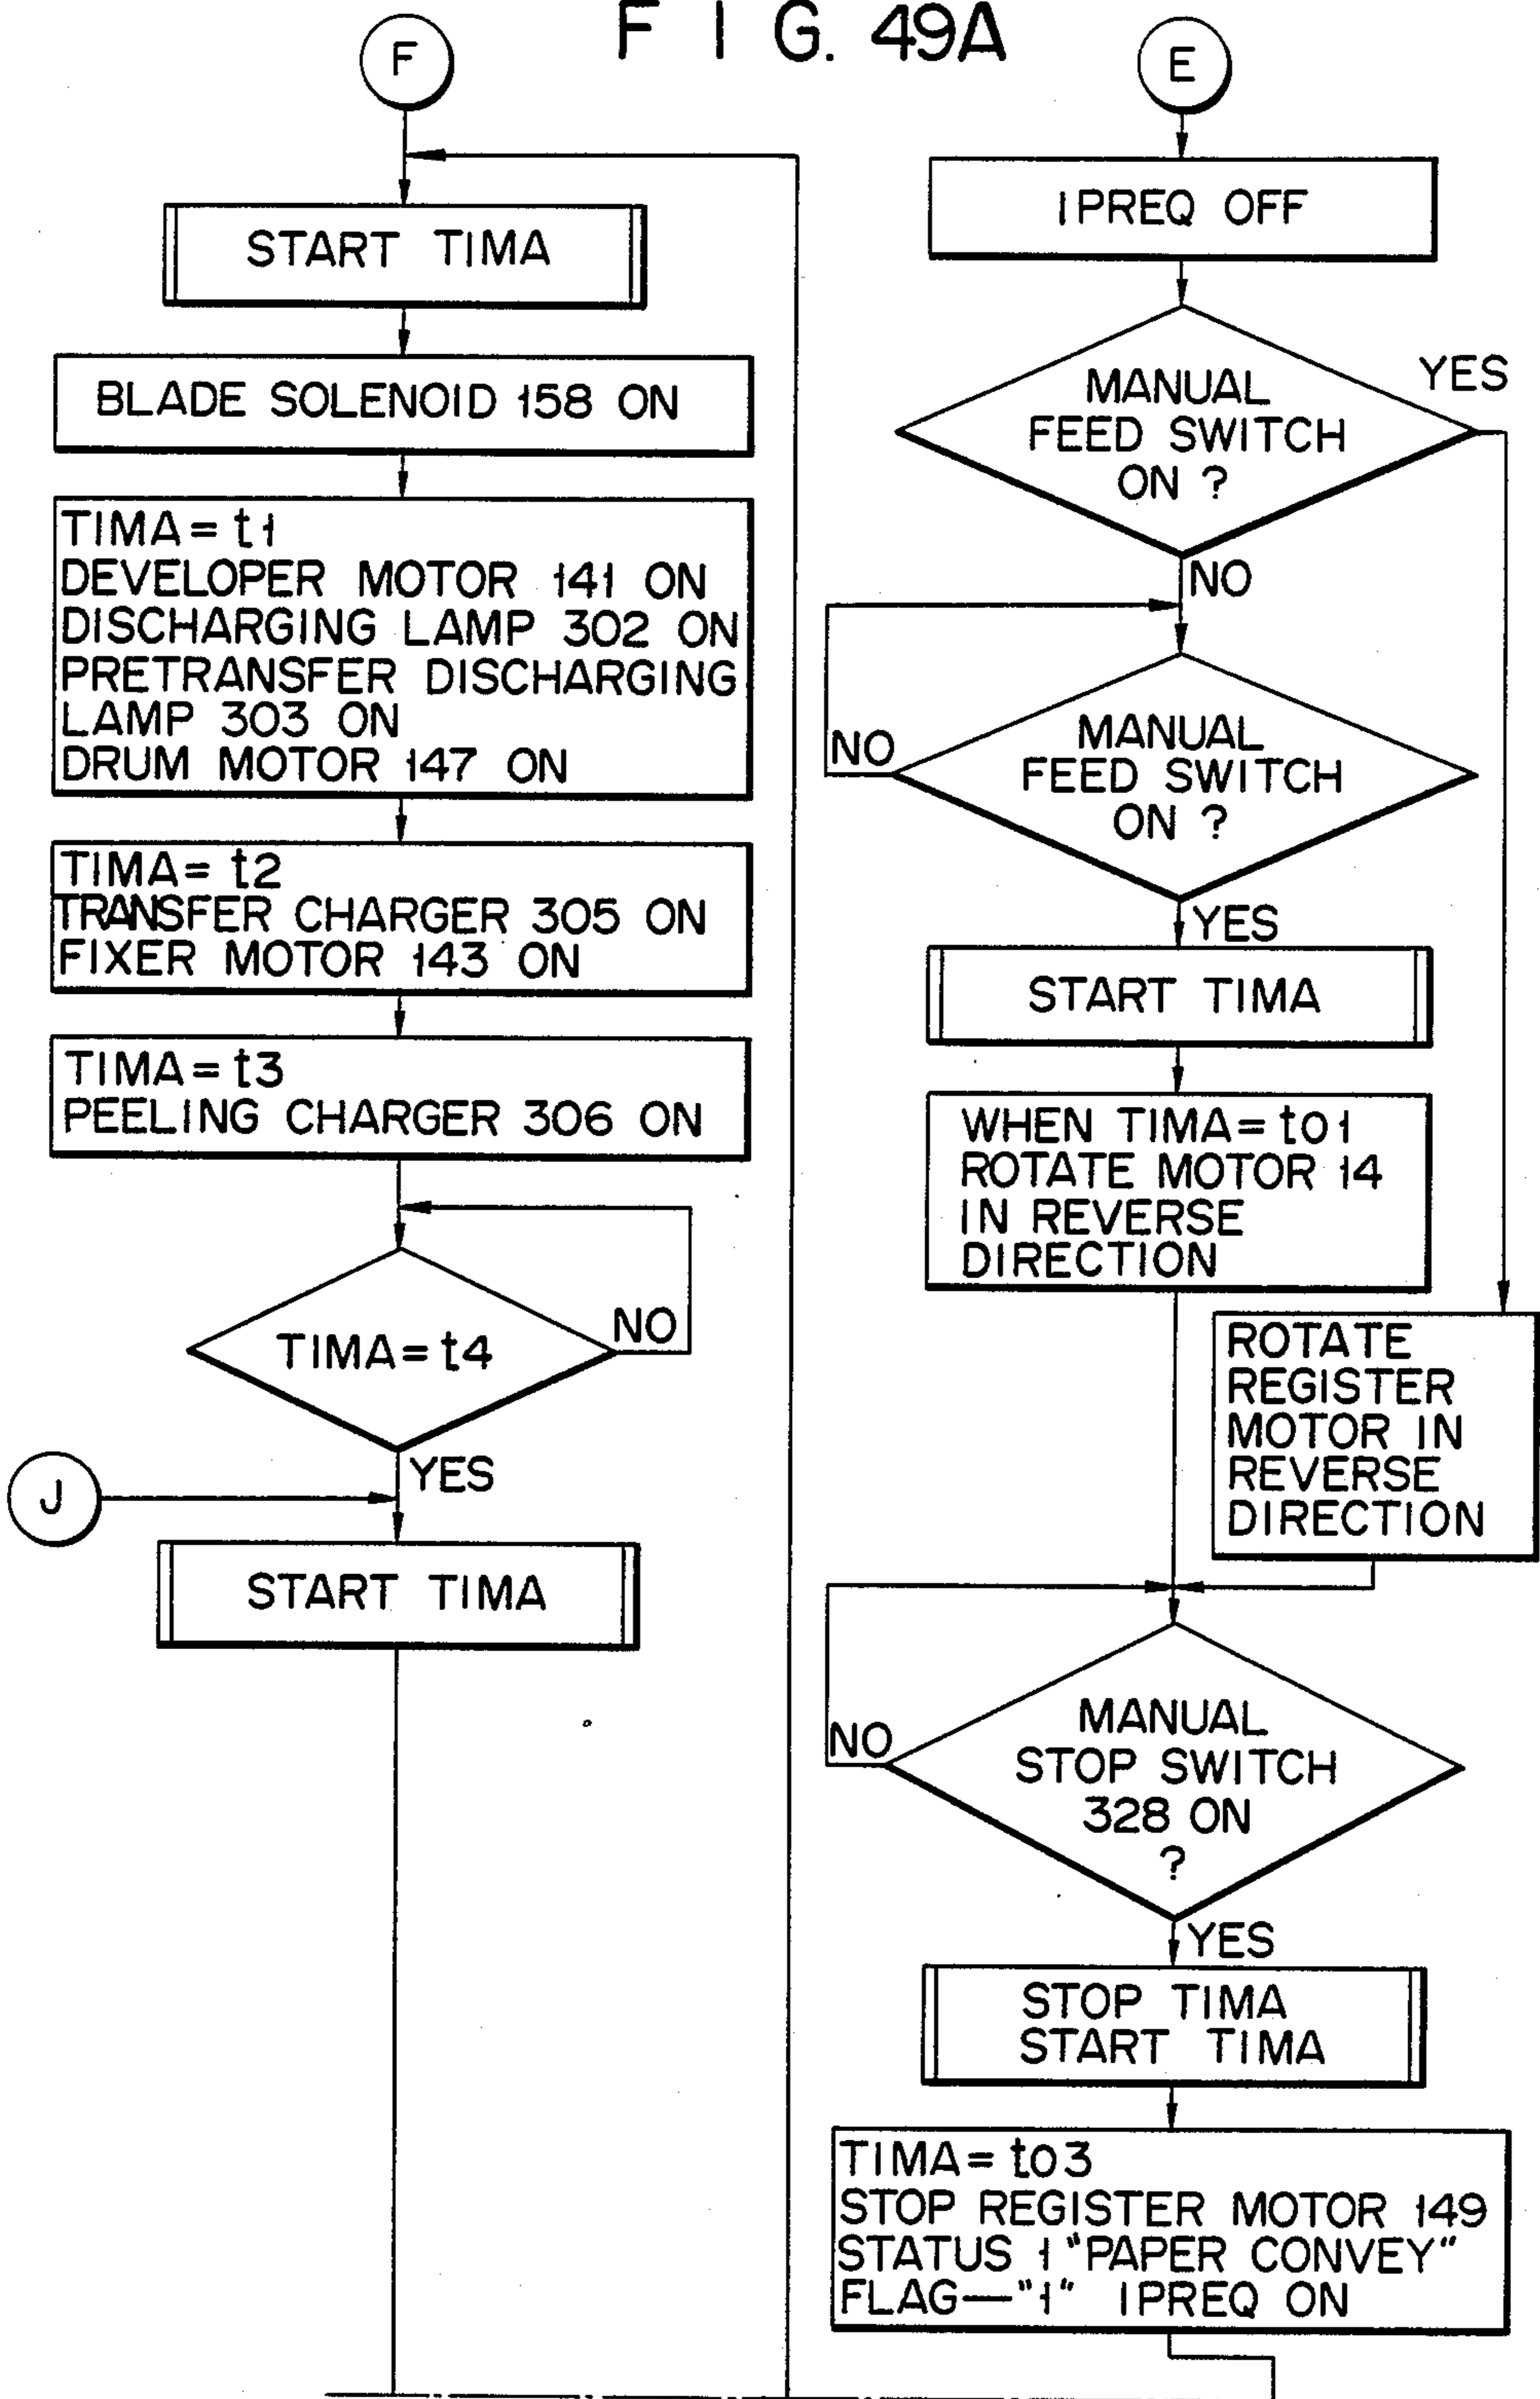 F I G. 49A
F
START TIMA
BLADE SOLENOID 158 ON
TIMA = t1
DEVELOPER MOTOR 141 ON
DISCHARGING LAMP 302 ON
PRETRANSFER DISCHARGING
LAMP 303 ON
DRUM MOTOR 147 ON
TIMA = t2
TRANSFER CHARGER 305 ON
FIXER MOTOR 143 ON
TIMA = t3
PEELING CHARGER 306 ON
TIMA = t4
NO
YES
J
START TIMA
E
IPREQ OFF
MANUAL
FEED SWITCH
ON ?
YES
NO
MANUAL
FEED SWITCH
ON ?
NO
YES
START TIMA
WHEN TIMA = to1
ROTATE MOTOR 14
IN REVERSE
DIRECTION
ROTATE
REGISTER
MOTOR IN
REVERSE
DIRECTION
MANUAL
STOP SWITCH
328 ON
?
NO
YES
STOP TIMA
START TIMA
TIMA = to3
STOP REGISTER MOTOR 149
STATUS 1 "PAPER CONVEY"
FLAG—"1" IPREQ ON